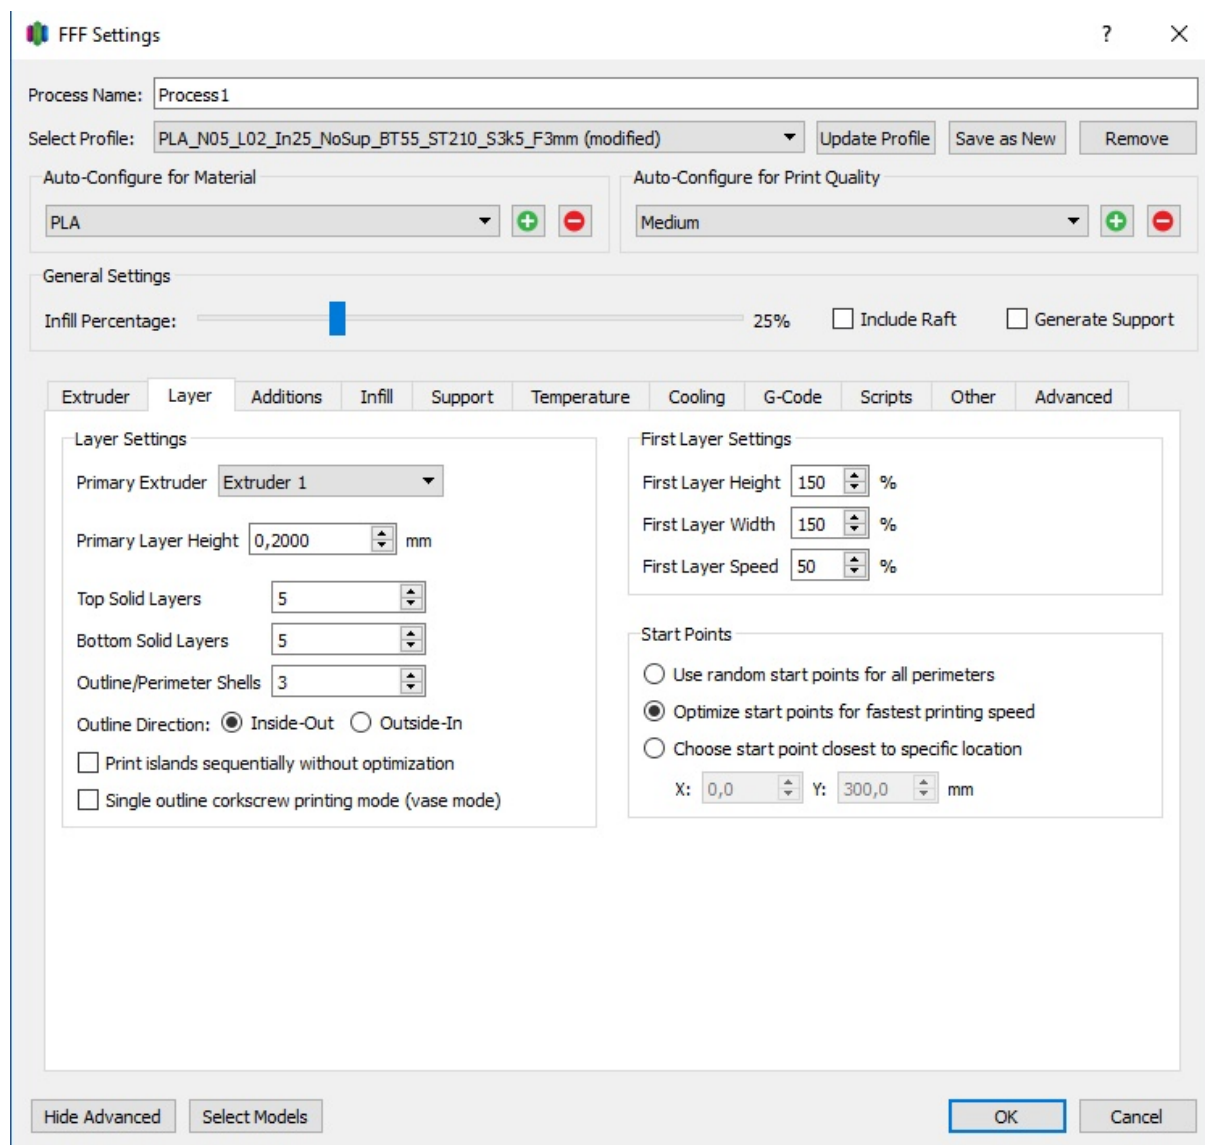 FFF Settings ?
Process Name: Process1
Select Profile: PLA_N05_L02_In25_NoSup_BT55_ST210_S3k5_F3mm (modified) Update Profile Save as New Remove
Auto-Configure for Material Auto-Configure for Print Quality
PLA Medium
General Settings
Infill Percentage: 25% Include Raft Generate Support
Extruder Layer Additions Infill Support Temperature Cooling G-Code Scripts Other Advanced
Layer Settings
Primary Extruder Extruder 1
Primary Layer Height 0,2000 mm
Top Solid Layers 5
Bottom Solid Layers 5
Outline/Perimeter Shells 3
Outline Direction: Inside-Out Outside-In
Print islands sequentially without optimization
Single outline corkscrew printing mode (vase mode)
First Layer Settings
First Layer Height 150 %
First Layer Width 150 %
First Layer Speed 50 %
Start Points
Use random start points for all perimeters
Optimize start points for fastest printing speed
Choose start point closest to specific location
X: 0,0 Y: 300,0 mm
Hide Advanced Select Models OK Cancel